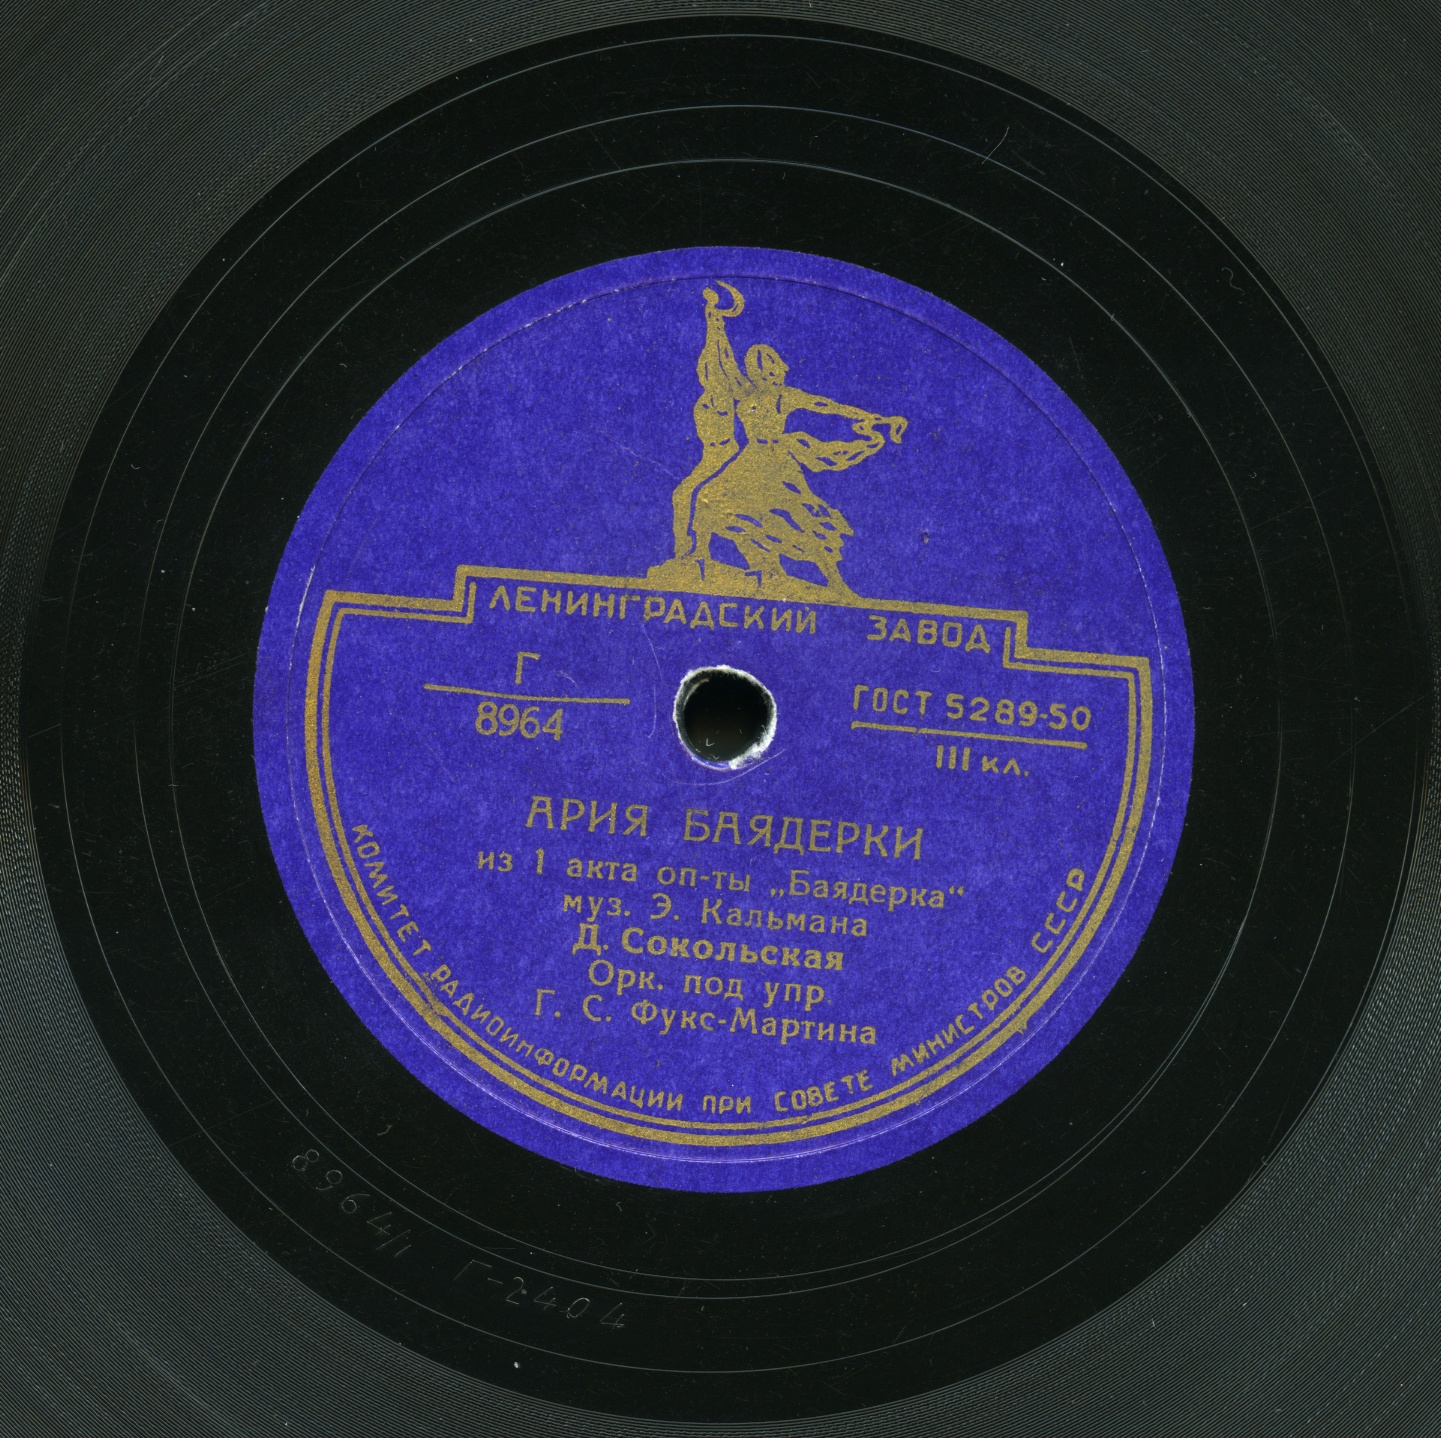 ЛЕНИНГРАДСКИЙ ЗАВОД
Г
8964
ГОСТ 5289-50
III кл.
АРИЯ БАЯДЕРКИ
из 1 акта оп-ты „Баядерка“
муз. Э. Кальмана
Д. Сокольская
Орк. под упр.
Г. С. Фукс-Мартина
КОМИТЕТ РАДИОИНФОРМАЦИИ ПРИ СОВЕТЕ МИНИСТРОВ СССР
8964/1 Г-2404